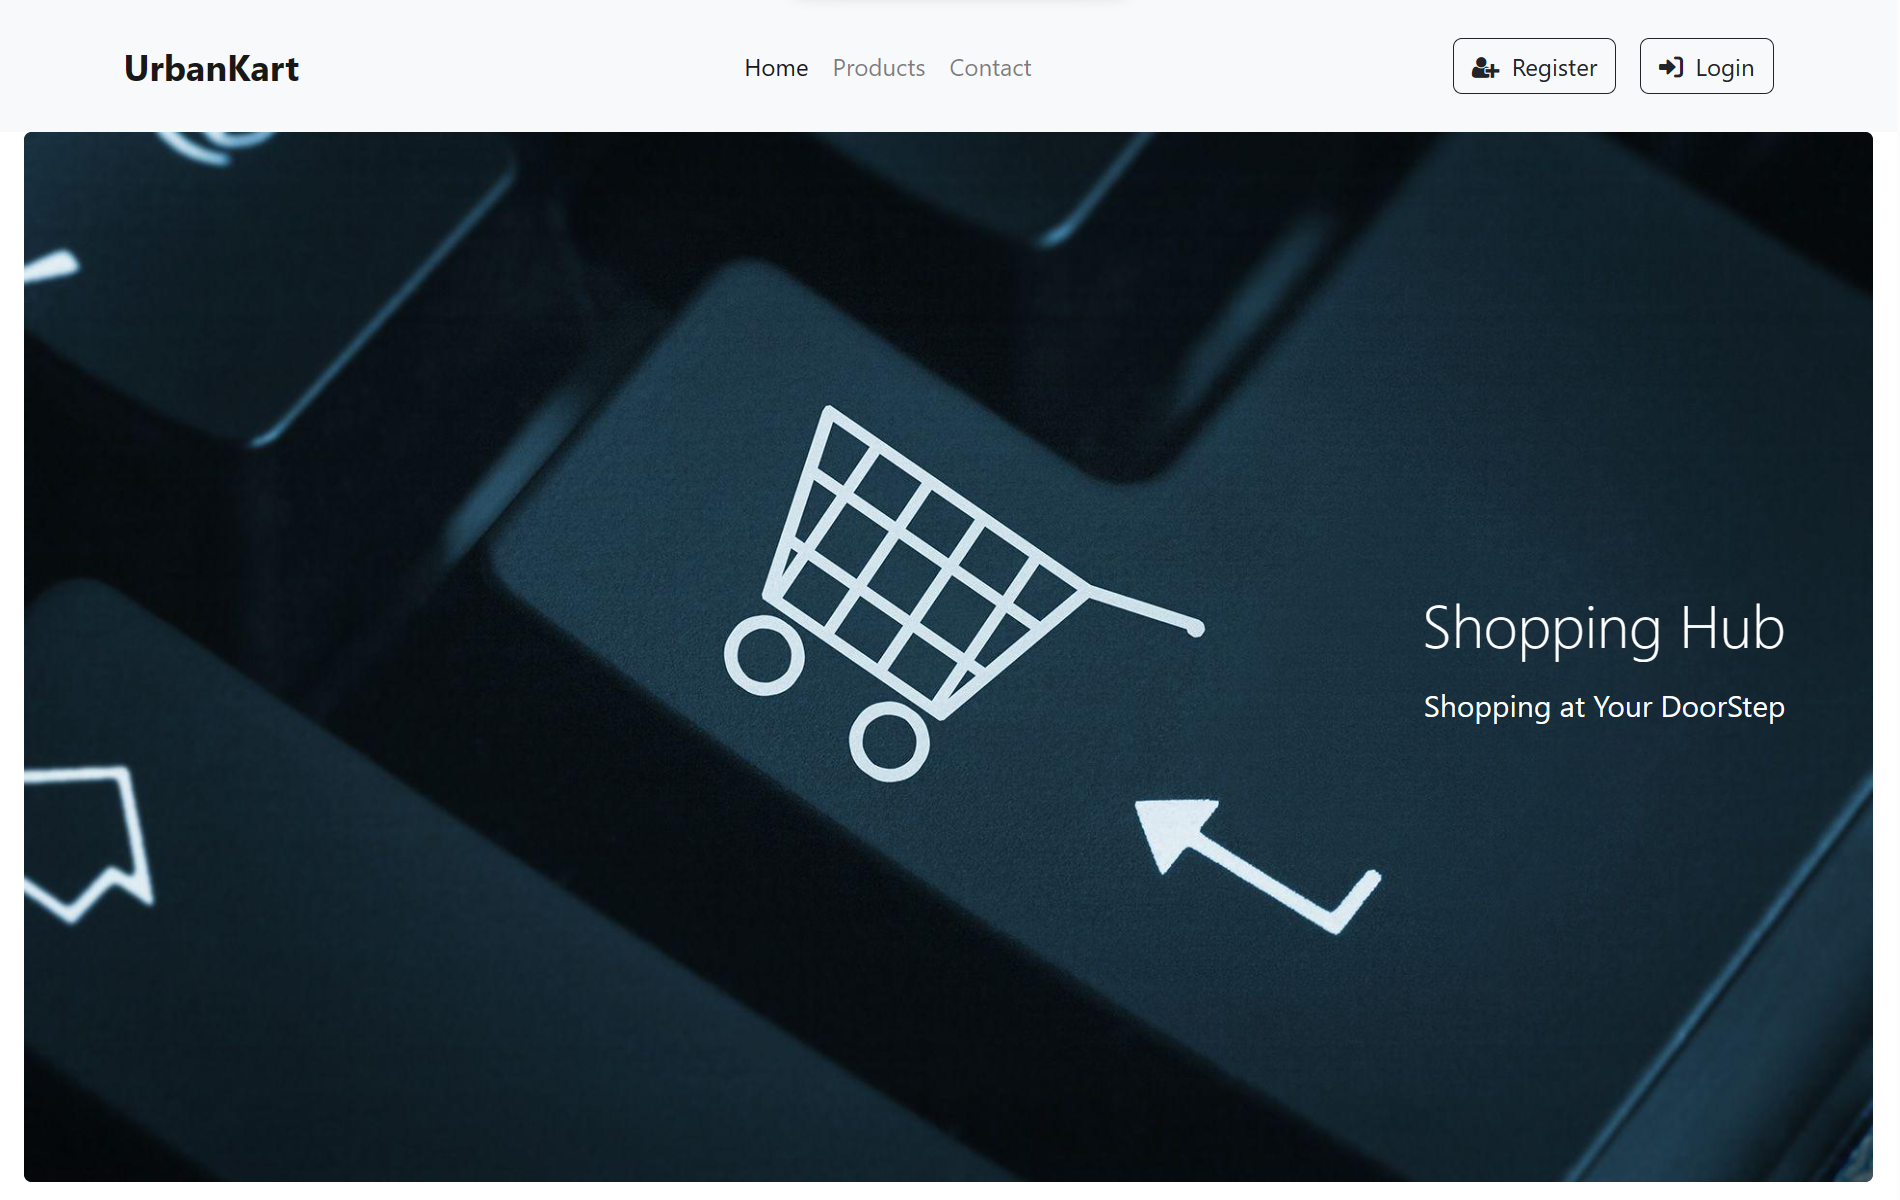 UrbanKart
Home Products Contact
Register Login
Shopping Hub
Shopping at Your DoorStep